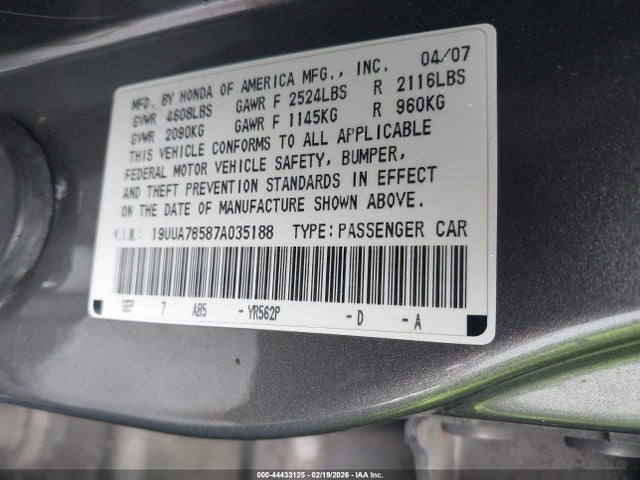 04/07
MFD. BY HONDA OF AMERICA MFG., INC.
GVWR 4608LBS GAWR F 2524LBS R 2116LBS
GVWR 2090KG GAWR F 1145KG R 960KG
THIS VEHICLE CONFORMS TO ALL APPLICABLE
FEDERAL MOTOR VEHICLE SAFETY, BUMPER,
AND THEFT PREVENTION STANDARDS IN EFFECT
ON THE DATE OF MANUFACTURE SHOWN ABOVE.
V.I.N.: 19UUA76587A035188 TYPE: PASSENGER CAR
SEP 7 AB5 - YR562P - D - A
000-44433125 - 02/19/2026 - IAA Inc.